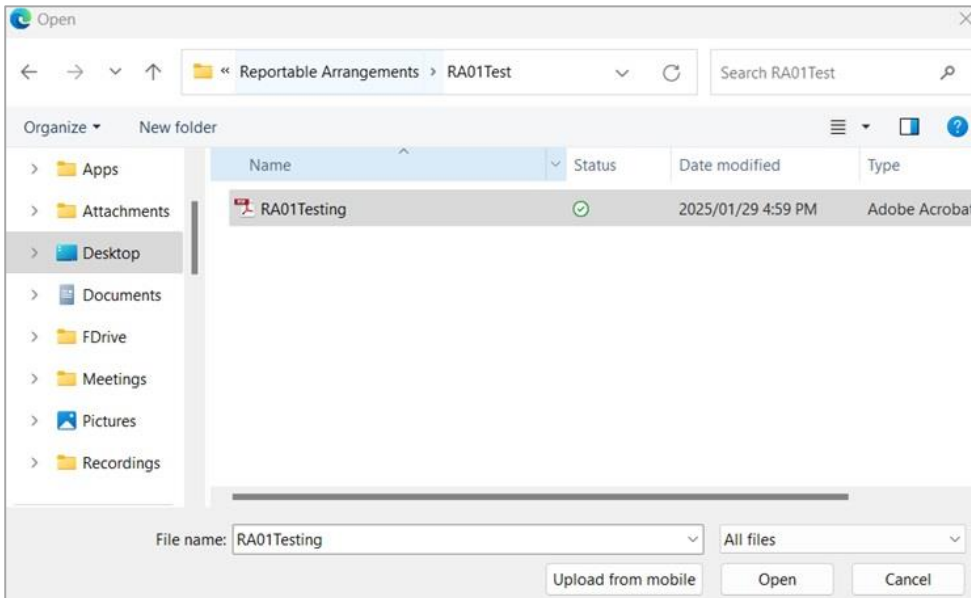 Open
« Reportable Arrangements > RA01Test
Search RA01Test
Organize New folder
Name Status Date modified Type
Apps
Attachments
Desktop
Documents
FDrive
Meetings
Pictures
Recordings
RA01Testing 2025/01/29 4:59 PM Adobe Acrobat
File name: RA01Testing All files
Upload from mobile Open Cancel